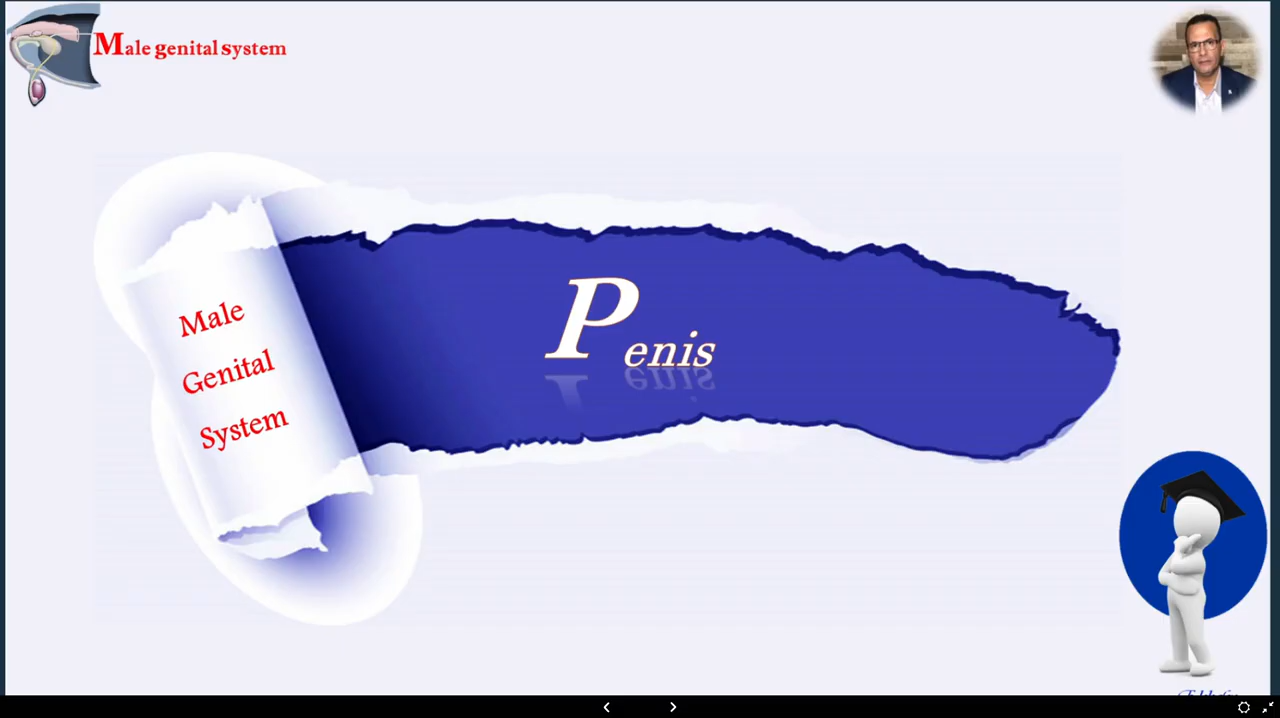 Male genital system
Penis
Male
Genital
System